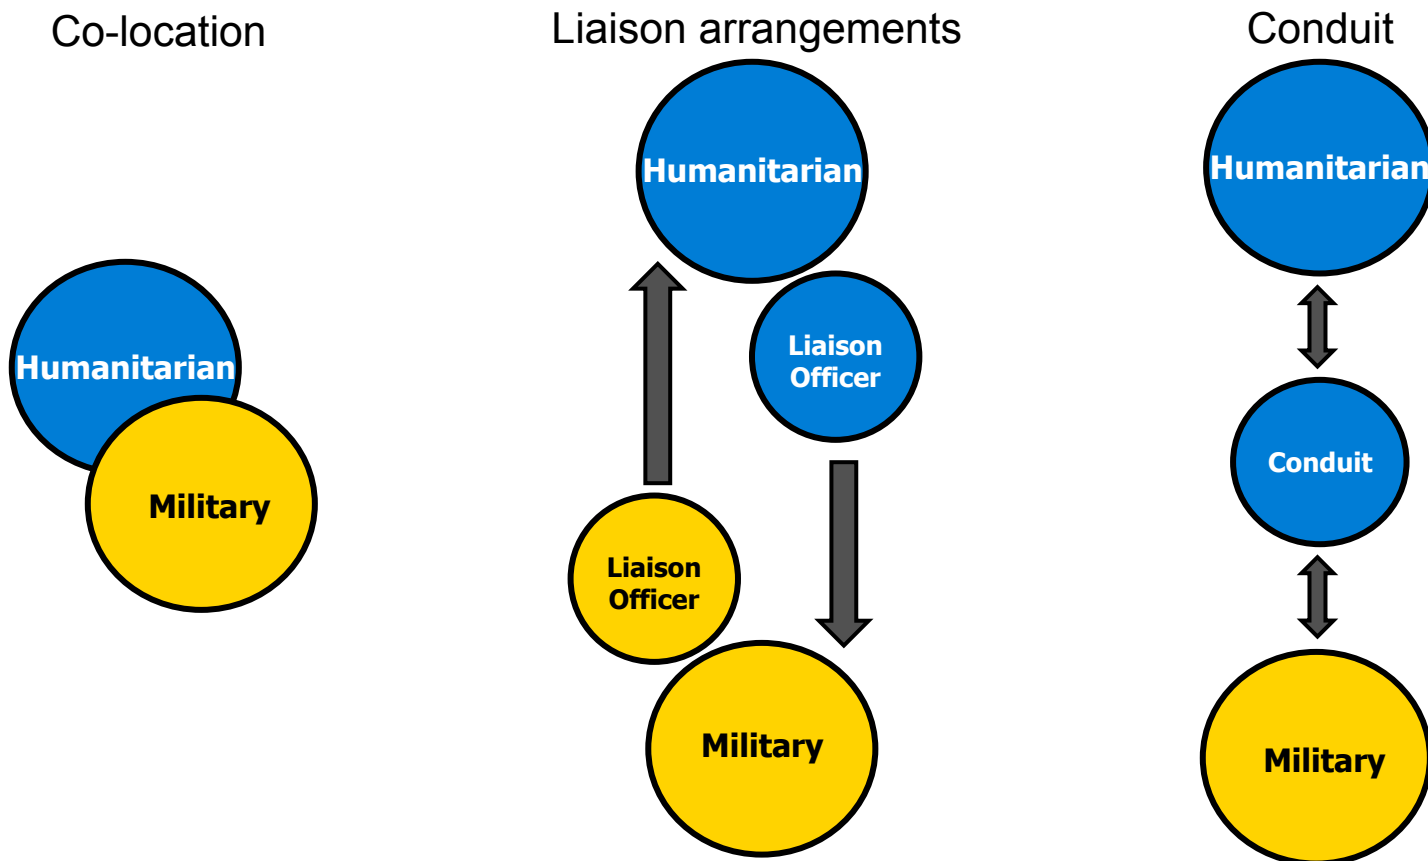 Co-location
Liaison arrangements
Conduit
Humanitarian
Military
Humanitarian
Liaison
Officer
Liaison
Officer
Military
Humanitarian
Conduit
Military